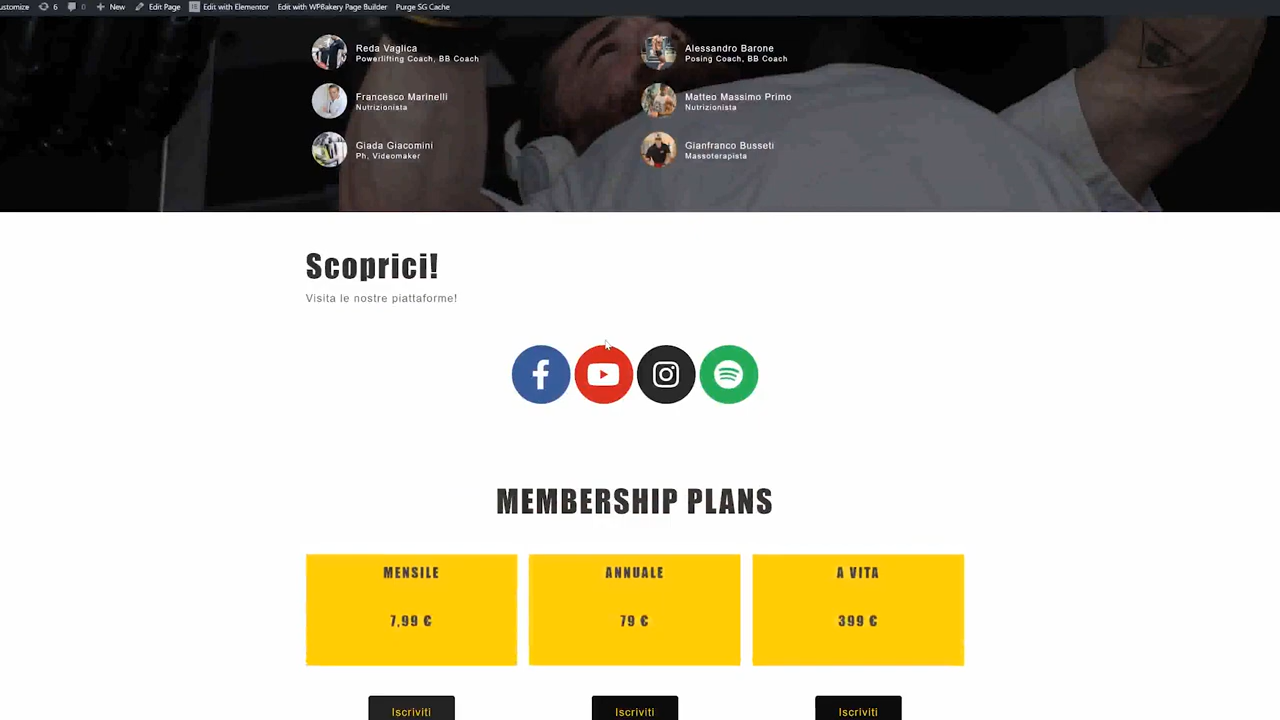 6 0 New Edit Page Edit with Elementor Edit with WPBakery Page Builder Purge SG Cache
Reda Vaglica
Powerlifting Coach, BB Coach
Alessandro Barone
Posing Coach, BB Coach
Francesco Marinelli
Nutrizionista
Matteo Massimo Primo
Nutrizionista
Giada Giacomini
Ph, Videomaker
Gianfranco Busseti
Massoterapista
Scoprici!
Visita le nostre piattaforme!
MEMBERSHIP PLANS
MENSILE
7,99 €
ANNUALE
79 €
A VITA
399 €
Iscriviti
Iscriviti
Iscriviti